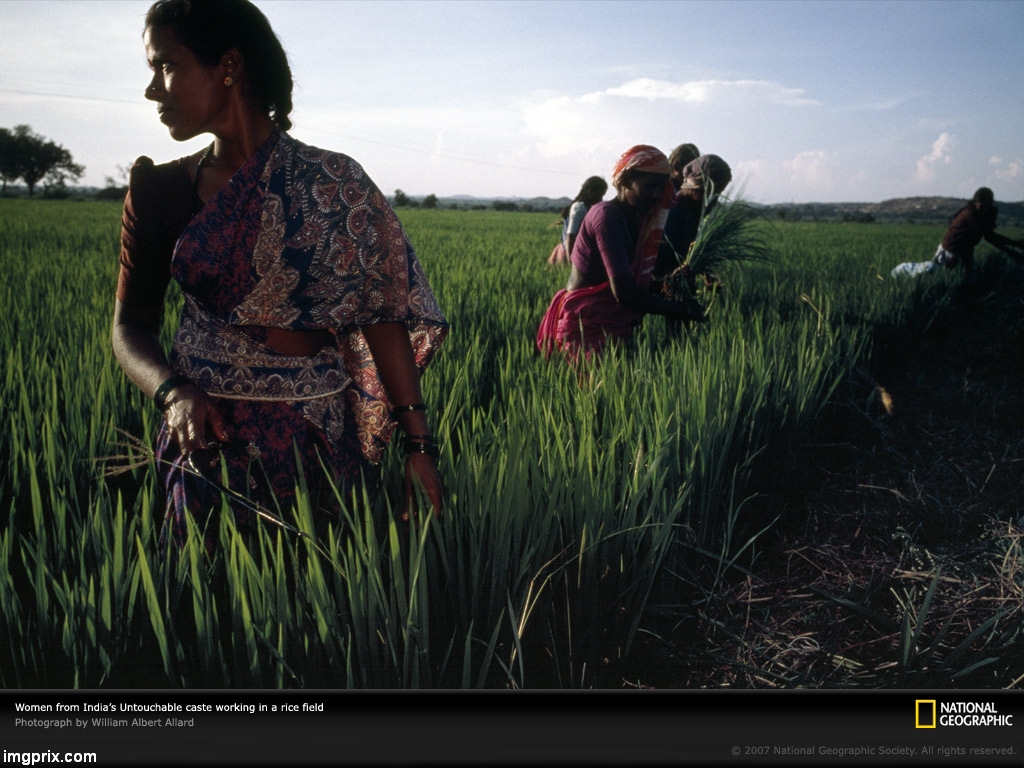 Women from India's Untouchable caste working in a rice field
Photograph by William Albert Allard
NATIONAL
GEOGRAPHIC
© 2007 National Geographic Society. All rights reserved.
imgprix.com